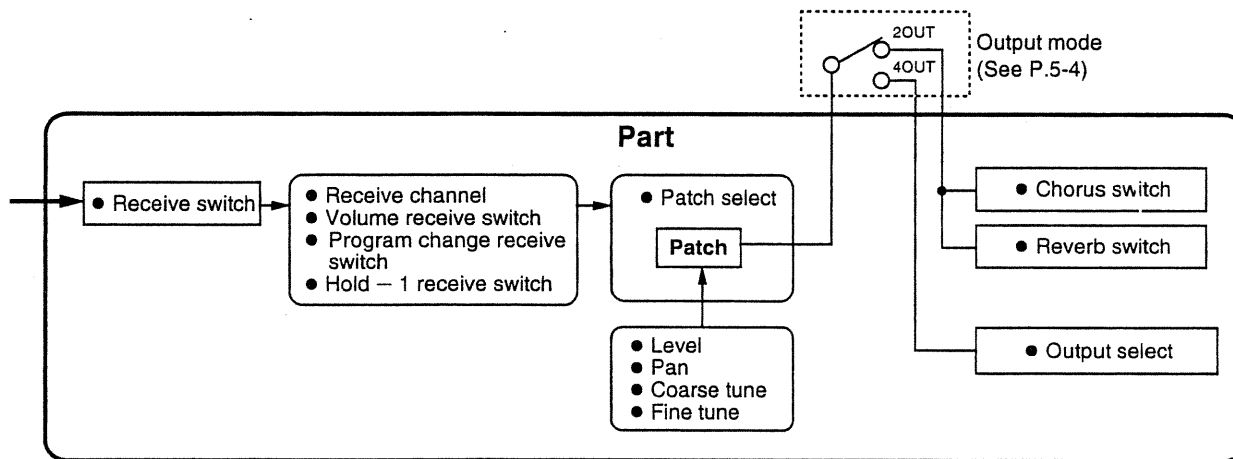 2OUT
4OUT
Output mode
(See P.5-4)
Part
● Receive switch
● Receive channel
● Volume receive switch
● Program change receive
switch
● Hold — 1 receive switch
● Patch select
Patch
● Level
● Pan
● Coarse tune
● Fine tune
● Chorus switch
● Reverb switch
● Output select